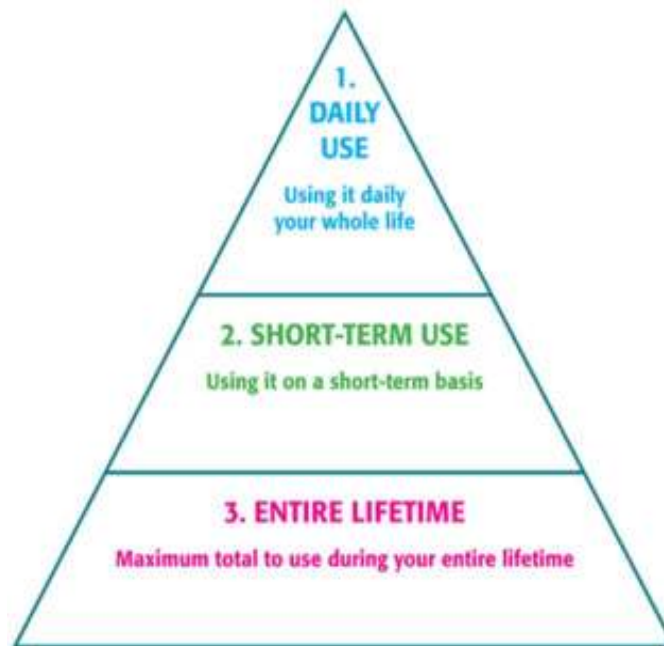 1.
DAILY
USE
Using it daily
your whole life
2. SHORT-TERM USE
Using it on a short-term basis
3. ENTIRE LIFETIME
Maximum total to use during your entire lifetime